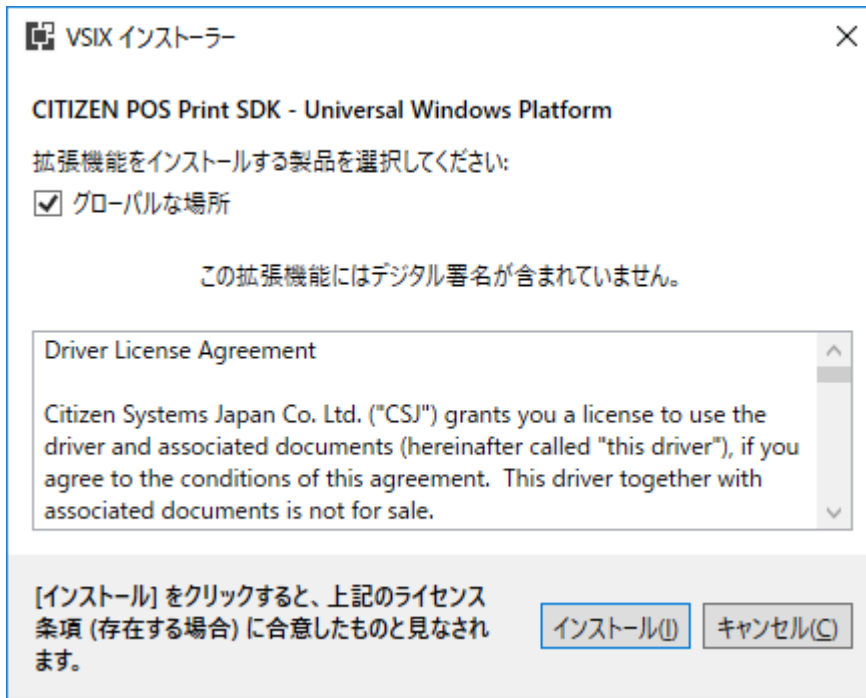 VSIX インストーラー
CITIZEN POS Print SDK - Universal Windows Platform
拡張機能をインストールする製品を選択してください:
グローバルな場所
この拡張機能にはデジタル署名が含まれていません。
Driver License Agreement
Citizen Systems Japan Co. Ltd. ("CSJ") grants you a license to use the
driver and associated documents (hereinafter called "this driver"), if you
agree to the conditions of this agreement.  This driver together with
associated documents is not for sale.
[インストール] をクリックすると、上記のライセンス
条項 (存在する場合) に合意したものと見なされ
ます。
インストール(I)
キャンセル(C)